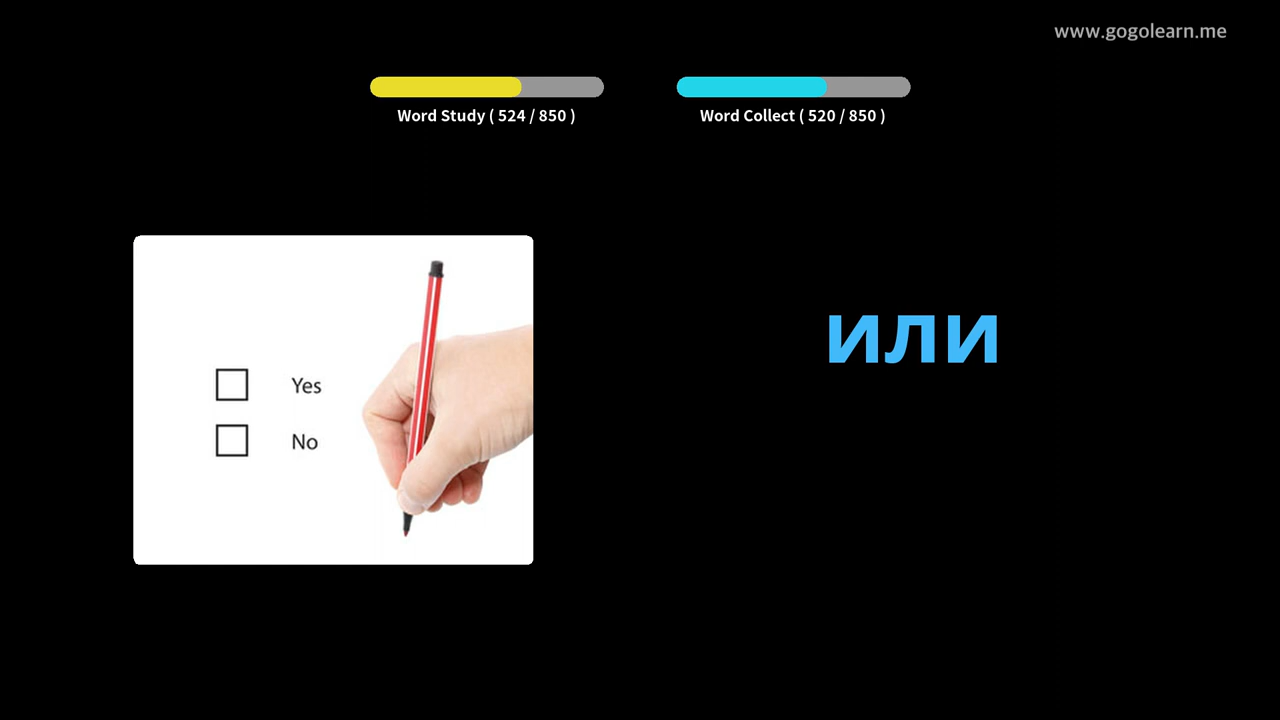 www.gogolearn.me
Word Study ( 524 / 850 )
Word Collect ( 520 / 850 )
или
Yes
No